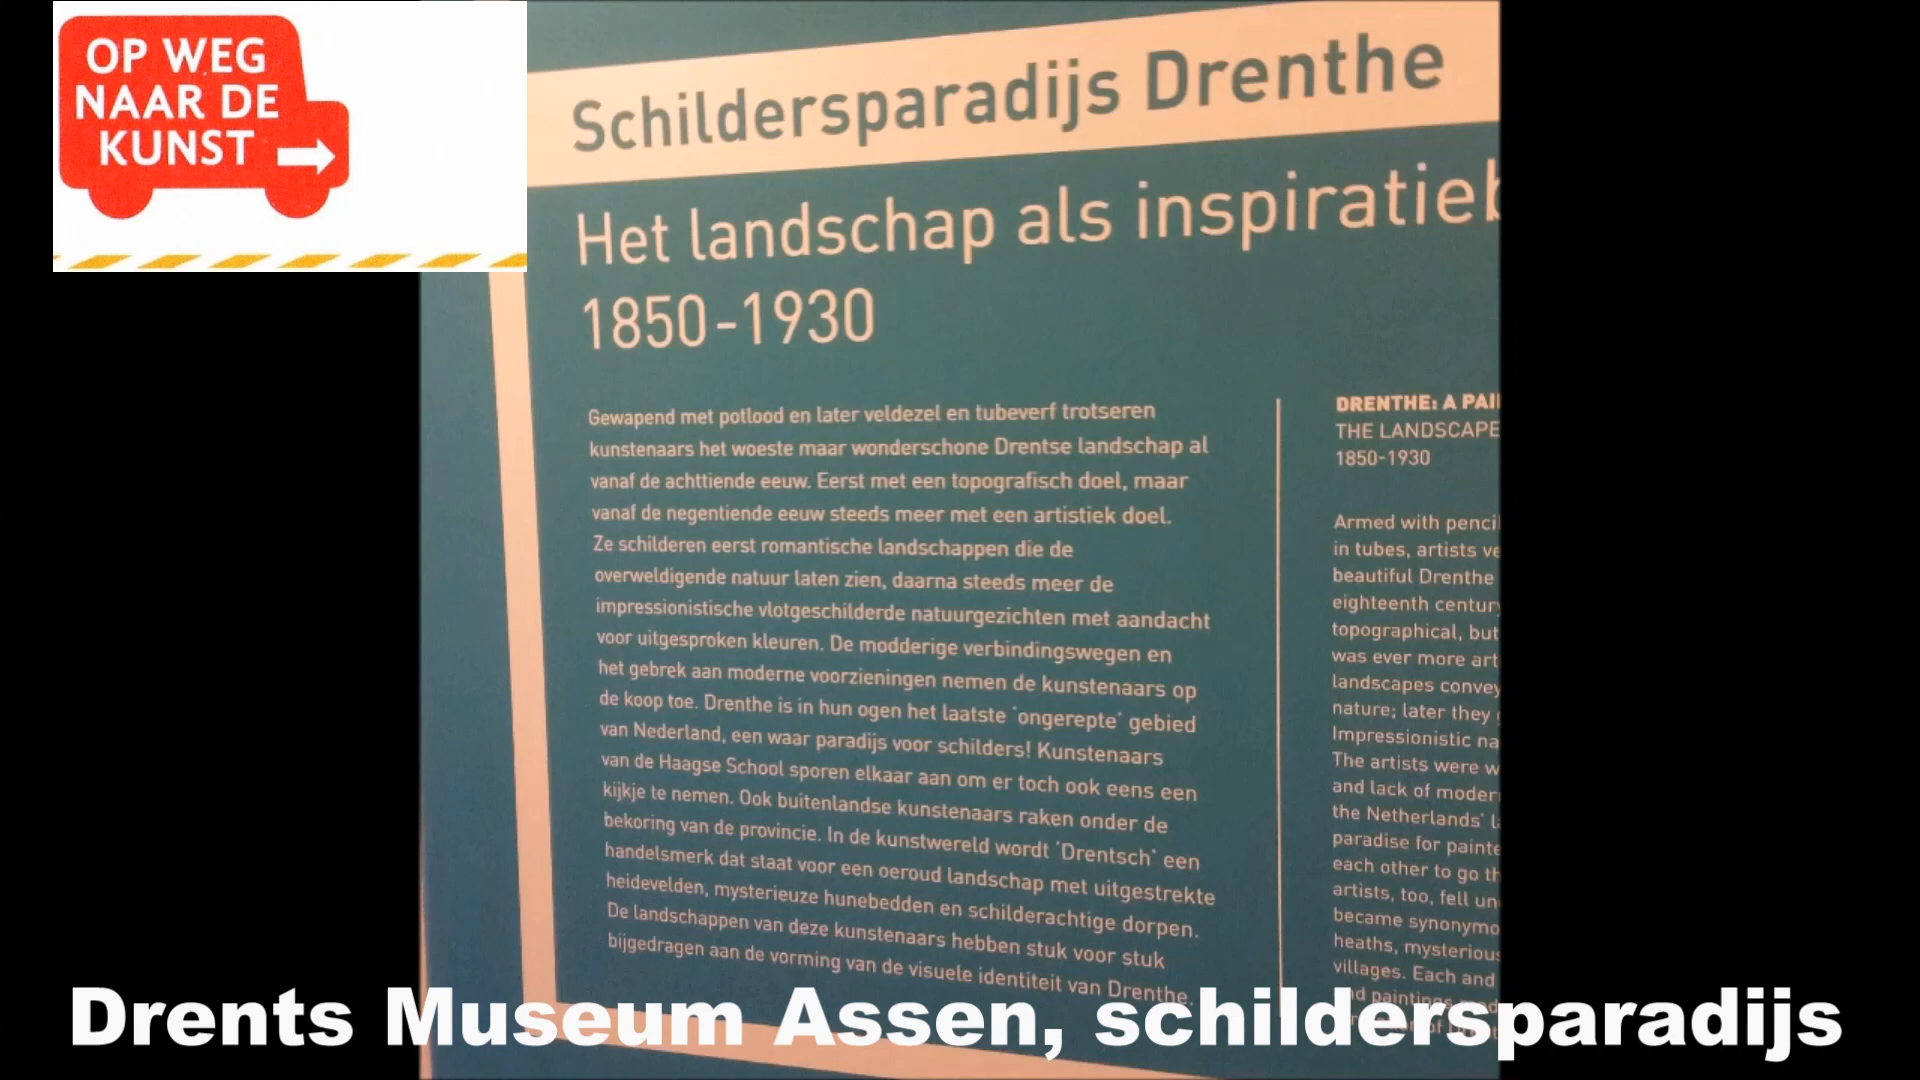 OP WEG
NAAR DE
KUNST
Schildersparadijs Drenthe
Het landschap als
1850-1930
Gewapend met potlood en later veldezel en tubeverf trotseren
kunstenaars het woeste maar wonderschone Drentse landschap al
vanaf de achttiende eeuw. Eerst met een topografisch doel, maar
vanaf de negentiende eeuw steeds meer met een artistiek doel.
Ze schilderen eerst romantische landschappen die de
overweldigende natuur laten zien, daarna steeds meer de
impressionistische vlotgeschilderde natuurgezichten met aandacht
voor uitgesproken kleuren. De modderige verbindingswegen en
het gebrek aan moderne voorzieningen nemen de kunstenaars op
de koop toe. Drenthe is in hun ogen het laatste 'ongerepte' gebied
van Nederland, een waar paradijs voor schilders! Kunstenaars
van de Haagse School sporen elkaar aan om er toch ook eens een
kijkje te nemen. Ook buitenlandse kunstenaars raken onder de
bekoring van de provincie. In de kunstwereld wordt 'Drentsch' een
handelsmerk dat staat voor een oeroud landschap met uitgestrekte
heidevelden, mysterieuze hunebedden en schilderachtige dorpen.
De landschappen van deze kunstenaars hebben stuk voor stuk
bijgedragen aan de vorming van de visuele identiteit van Drenthe.
DRENTHE: A
THE LANDSCAPE
1850-1930
Armed with
in tubes, artists
beautiful Drenthe
eighteenth
topographical, but
was ever more
landscapes
nature; later they
Impressionistic
The artists were
and lack of
the Netherlands'
paradise for
each other to go
artists, too, fell
became
heaths,
villages. Each and
Drents Museum Assen, schildersparadijs